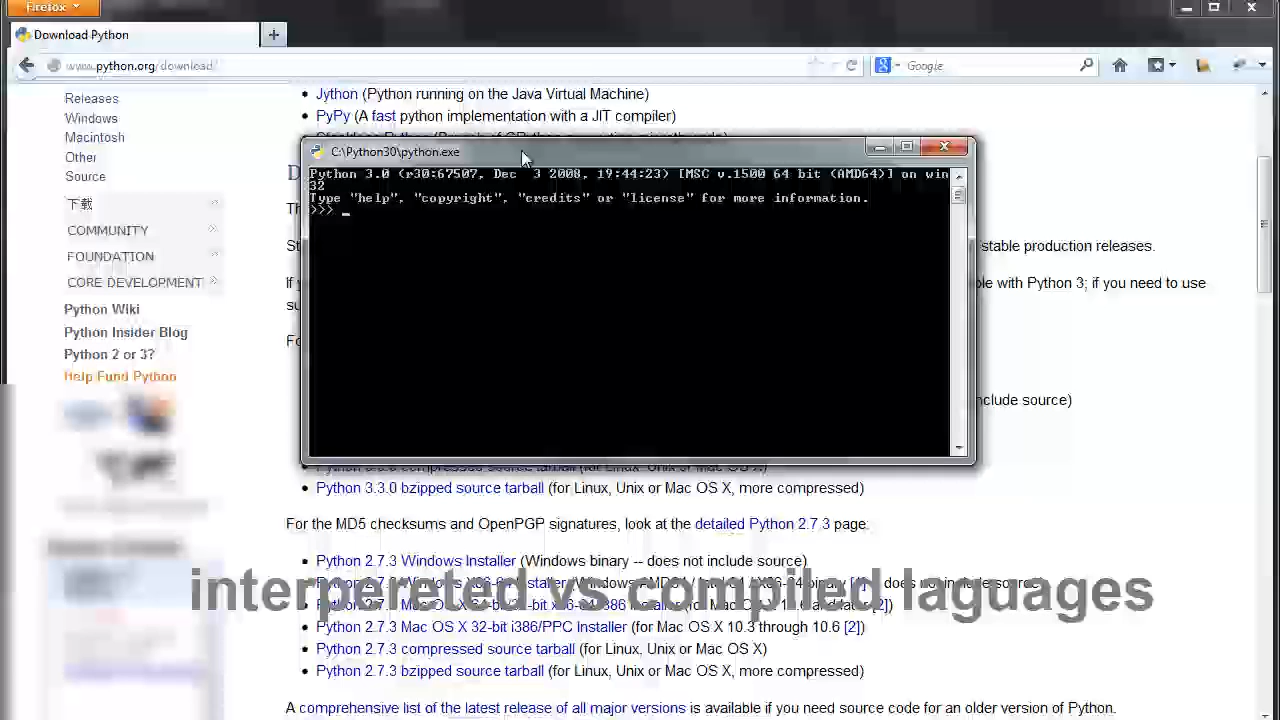 Firefox
Download Python
www.python.org/download/
Google
Releases
Windows
Macintosh
Other
Source
下载
COMMUNITY
FOUNDATION
CORE DEVELOPMENT
Python Wiki
Python Insider Blog
Python 2 or 3?
Help Fund Python
Jython (Python running on the Java Virtual Machine)
PyPy (A fast python implementation with a JIT compiler)
C:\Python30\python.exe
Python 3.0 (r30:67507, Dec  3 2008, 19:44:23) [MSC v.1500 64 bit (AMD64)] on win
32
Type "help", "copyright", "credits" or "license" for more information.
>>>
stable production releases.
with Python 3; if you need to use
include source)
compressed source tarball (for Linux, Unix or Mac OS X)
Python 3.3.0 bzipped source tarball (for Linux, Unix or Mac OS X, more compressed)
For the MD5 checksums and OpenPGP signatures, look at the detailed Python 2.7.3 page.
Python 2.7.3 Windows Installer (Windows binary -- does not include source)
interpereted vs compiled laguages
Python 2.7.3 Mac OS X 32-bit i386/PPC Installer (for Mac OS X 10.3 through 10.6 [2])
Python 2.7.3 compressed source tarball (for Linux, Unix or Mac OS X)
Python 2.7.3 bzipped source tarball (for Linux, Unix or Mac OS X, more compressed)
A comprehensive list of the latest release of all major versions is available if you need source code for an older version of Python.